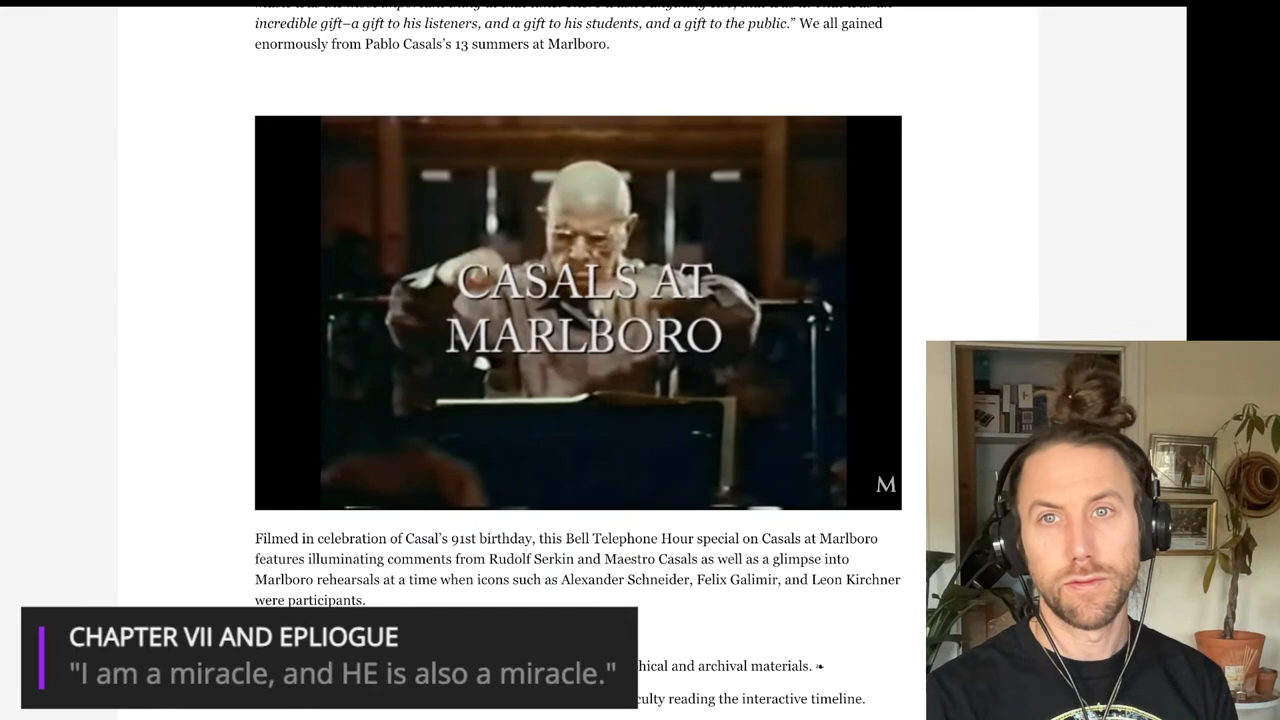 incredible gift–a gift to his listeners, and a gift to his students, and a gift to the public.” We all gained
enormously from Pablo Casals’s 13 summers at Marlboro.
CASALS AT
MARLBORO
M
Filmed in celebration of Casal’s 91st birthday, this Bell Telephone Hour special on Casals at Marlboro
features illuminating comments from Rudolf Serkin and Maestro Casals as well as a glimpse into
Marlboro rehearsals at a time when icons such as Alexander Schneider, Felix Galimir, and Leon Kirchner
were participants.
CHAPTER VII AND EPLIOGUE
"I am a miracle, and HE is also a miracle."
hical and archival materials. ❧
culty reading the interactive timeline.